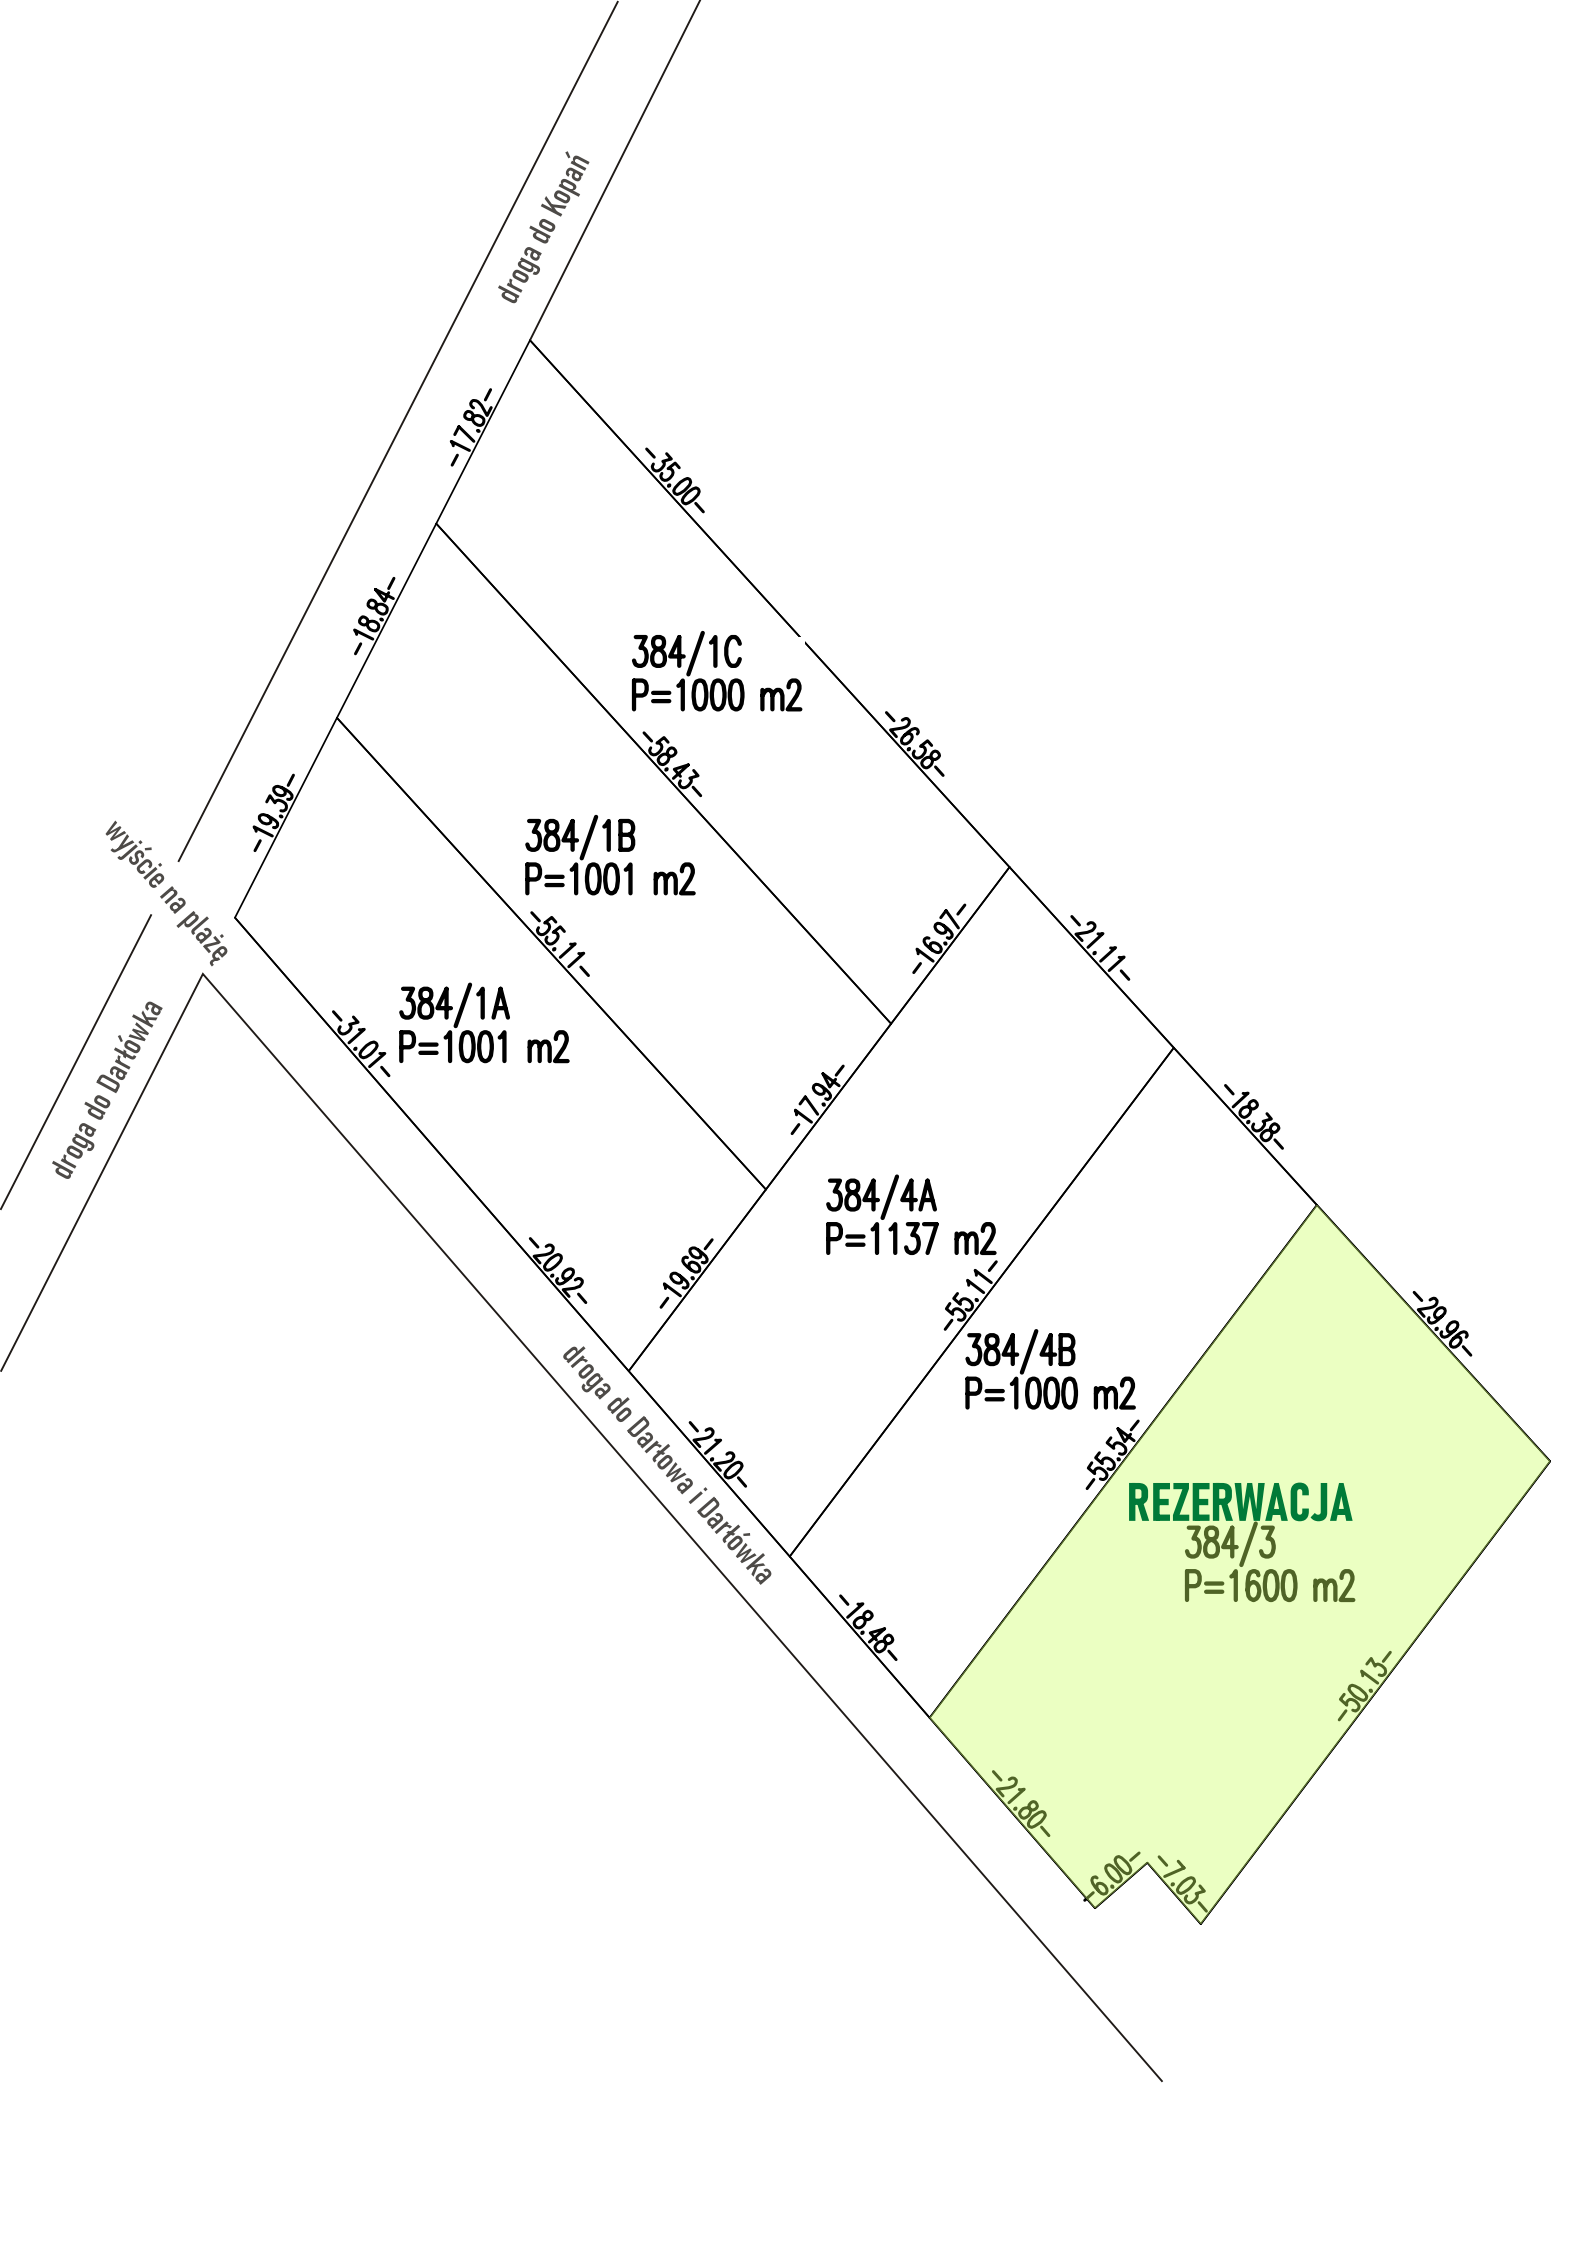 droga do Kopań
-17.82-
-35.00-
-18.84-
384/1C
P=1000 m2
-26.58-
-58.43-
-19.39-
wyjście na plażę
384/1B
P=1001 m2
-55.11-
-16.97-
-21.11-
384/1A
P=1001 m2
-31.01-
droga do Darłówka
-17.94-
-18.38-
384/4A
P=1137 m2
-20.92-
-19.69-
-55.11-
-29.96-
384/4B
P=1000 m2
droga do Darłowa i Darłówka
-21.20-
-55.54-
REZERWACJA
384/3
P=1600 m2
-18.48-
-50.13-
-21.80-
-6.00-
-7.03-